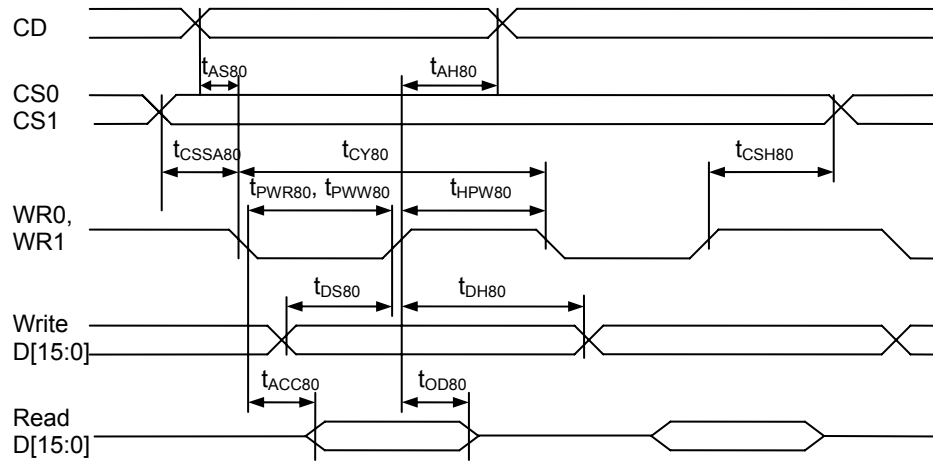 CD
tAS80 tAH80
CS0
CS1
tCSSA80 tCY80 tCSH80
tPWR80, tPWW80 tHPW80
WR0,
WR1
tDS80 tDH80
Write
D[15:0]
tACC80 tOD80
Read
D[15:0]